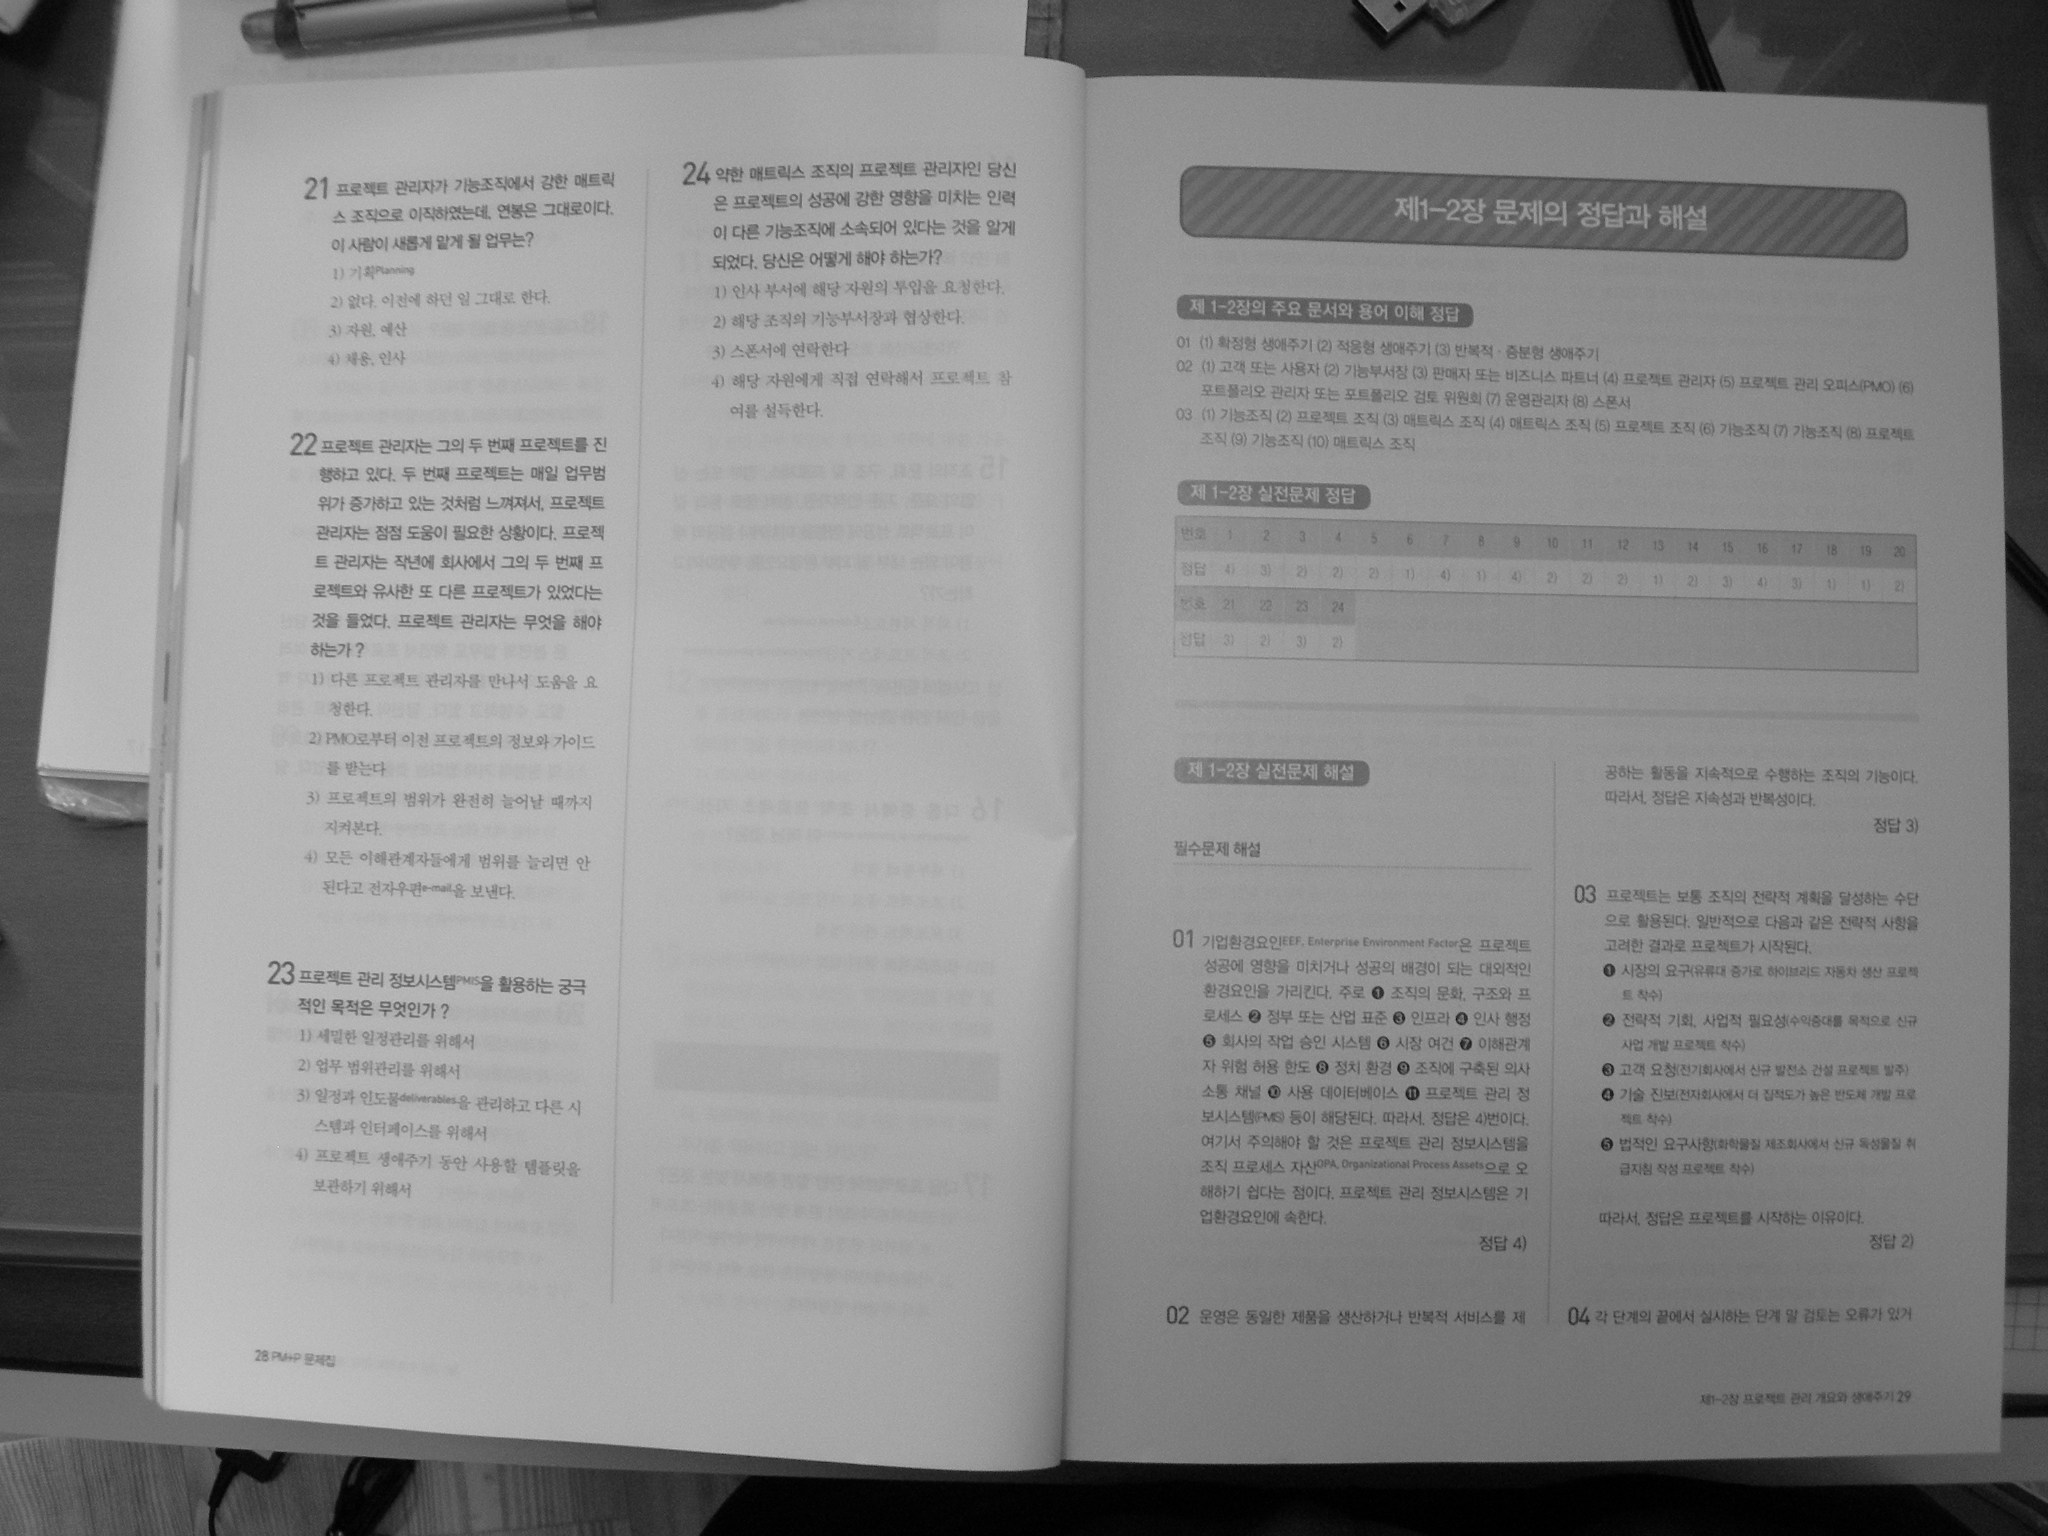 21 프로젝트 관리자가 기능조직에서 강한 매트릭
스 조직으로 이직하였는데, 연봉은 그대로이다.
이 사람이 새롭게 맡게 될 업무는?
1) 기획Planning
2) 없다. 이전에 하던 일 그대로 한다.
3) 자원, 예산
4) 채용, 인사
22 프로젝트 관리자는 그의 두 번째 프로젝트를 진
행하고 있다. 두 번째 프로젝트는 매일 업무범
위가 증가하고 있는 것처럼 느껴져서, 프로젝트
관리자는 점점 도움이 필요한 상황이다. 프로젝
트 관리자는 작년에 회사에서 그의 두 번째 프
로젝트와 유사한 또 다른 프로젝트가 있었다는
것을 들었다. 프로젝트 관리자는 무엇을 해야
하는가 ?
1) 다른 프로젝트 관리자를 만나서 도움을 요
청한다.
2) PMO로부터 이전 프로젝트의 정보와 가이드
를 받는다
3) 프로젝트의 범위가 완전히 늘어날 때까지
지켜본다.
4) 모든 이해관계자들에게 범위를 늘리면 안
된다고 전자우편e-mail을 보낸다.
23 프로젝트 관리 정보시스템PMIS을 활용하는 궁극
적인 목적은 무엇인가 ?
1) 세밀한 일정관리를 위해서
2) 업무 범위관리를 위해서
3) 일정과 인도물deliverables을 관리하고 다른 시
스템과 인터페이스를 위해서
4) 프로젝트 생애주기 동안 사용할 템플릿을
보관하기 위해서
24 약한 매트릭스 조직의 프로젝트 관리자인 당신
은 프로젝트의 성공에 강한 영향을 미치는 인력
이 다른 기능조직에 소속되어 있다는 것을 알게
되었다. 당신은 어떻게 해야 하는가?
1) 인사 부서에 해당 자원의 투입을 요청한다.
2) 해당 조직의 기능부서장과 협상한다.
3) 스폰서에 연락한다
4) 해당 자원에게 직접 연락해서 프로젝트 참
여를 설득한다.
28 PM+P 문제집
제1-2장 문제의 정답과 해설
제 1-2장의 주요 문서와 용어 이해 정답
01 (1) 확정형 생애주기 (2) 적응형 생애주기 (3) 반복적 · 증분형 생애주기
02 (1) 고객 또는 사용자 (2) 기능부서장 (3) 판매자 또는 비즈니스 파트너 (4) 프로젝트 관리자 (5) 프로젝트 관리 오피스(PMO) (6)
포트폴리오 관리자 또는 포트폴리오 검토 위원회 (7) 운영관리자 (8) 스폰서
03 (1) 기능조직 (2) 프로젝트 조직 (3) 매트릭스 조직 (4) 매트릭스 조직 (5) 프로젝트 조직 (6) 기능조직 (7) 기능조직 (8) 프로젝트
조직 (9) 기능조직 (10) 매트릭스 조직
제 1-2장 실전문제 정답
번호 1 2 3 4 5 6 7 8 9 10 11 12 13 14 15 16 17 18 19 20
정답 4) 3) 2) 2) 2) 1) 4) 1) 4) 2) 2) 2) 1) 2) 3) 4) 3) 1) 1) 2)
번호 21 22 23 24
정답 3) 2) 3) 2)
제 1-2장 실전문제 해설
필수문제 해설
01 기업환경요인EEF, Enterprise Environment Factor은 프로젝트
성공에 영향을 미치거나 성공의 배경이 되는 대외적인
환경요인을 가리킨다. 주로 ❶ 조직의 문화, 구조와 프
로세스 ❷ 정부 또는 산업 표준 ❸ 인프라 ❹ 인사 행정
❺ 회사의 작업 승인 시스템 ❻ 시장 여건 ❼ 이해관계
자 위험 허용 한도 ❽ 정치 환경 ❾ 조직에 구축된 의사
소통 채널 ❿ 사용 데이터베이스 ⓫ 프로젝트 관리 정
보시스템(PMIS) 등이 해당된다. 따라서, 정답은 4)번이다.
여기서 주의해야 할 것은 프로젝트 관리 정보시스템을
조직 프로세스 자산OPA, Organizational Process Assets으로 오
해하기 쉽다는 점이다. 프로젝트 관리 정보시스템은 기
업환경요인에 속한다.
정답 4)
02 운영은 동일한 제품을 생산하거나 반복적 서비스를 제
공하는 활동을 지속적으로 수행하는 조직의 기능이다.
따라서, 정답은 지속성과 반복성이다.
정답 3)
03 프로젝트는 보통 조직의 전략적 계획을 달성하는 수단
으로 활용된다. 일반적으로 다음과 같은 전략적 사항을
고려한 결과로 프로젝트가 시작된다.
❶ 시장의 요구(유류대 증가로 하이브리드 자동차 생산 프로젝
트 착수)
❷ 전략적 기회, 사업적 필요성(수익증대를 목적으로 신규
사업 개발 프로젝트 착수)
❸ 고객 요청(전기회사에서 신규 발전소 건설 프로젝트 발주)
❹ 기술 진보(전자회사에서 더 집적도가 높은 반도체 개발 프로
젝트 착수)
❺ 법적인 요구사항(화학물질 제조회사에서 신규 독성물질 취
급지침 작성 프로젝트 착수)
따라서, 정답은 프로젝트를 시작하는 이유이다.
정답 2)
04 각 단계의 끝에서 실시하는 단계 말 검토는 오류가 있거
제1-2장 프로젝트 관리 개요와 생애주기 29